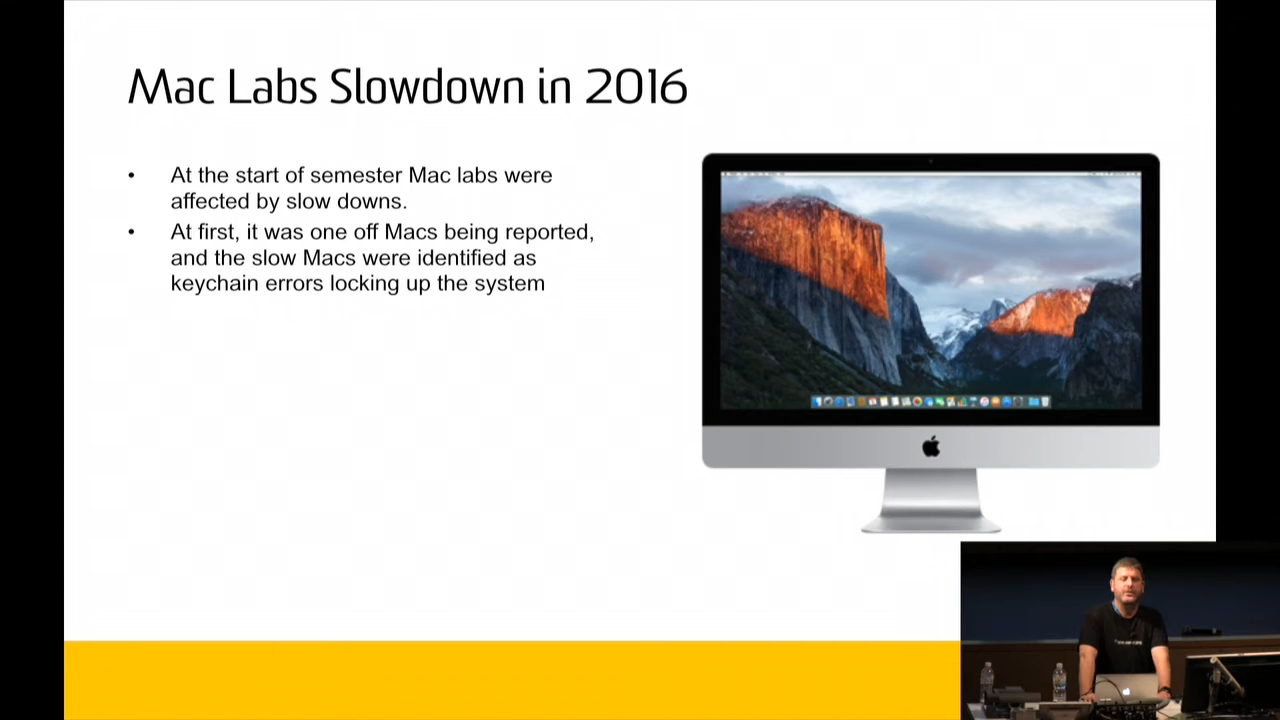 Mac Labs Slowdown in 2016
• At the start of semester Mac labs were
affected by slow downs.
• At first, it was one off Macs being reported,
and the slow Macs were identified as
keychain errors locking up the system